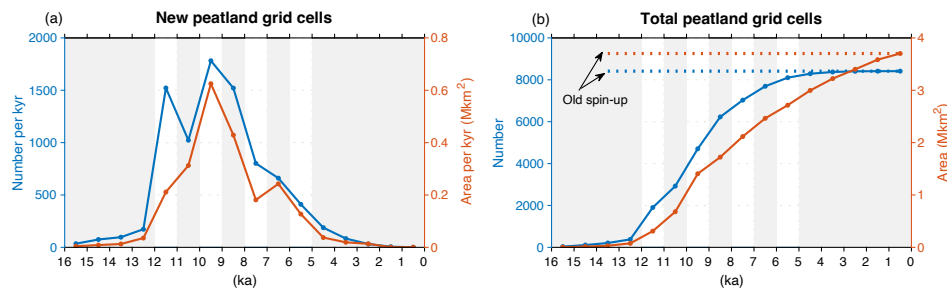 (a) New peatland grid cells
2000
1500
1000
500
0
Number per kyr
0.8
0.6
0.4
0.2
0
Area per kyr (Mkm²)
16 15 14 13 12 11 10 9 8 7 6 5 4 3 2 1 0
(ka)
(b) Total peatland grid cells
10000
8000
6000
4000
2000
0
Number
Old spin-up
4
3
2
1
0
Area (Mkm²)
16 15 14 13 12 11 10 9 8 7 6 5 4 3 2 1 0
(ka)